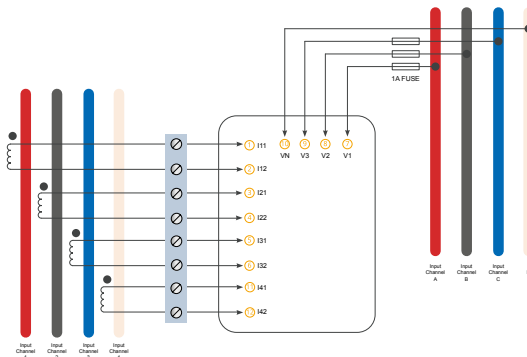 1A FUSE
10 9 8 7
VN V3 V2 V1
1 I11
2 I12
3 I21
4 I22
5 I31
6 I32
11 I41
12 I42
Input Channel A
Input Channel B
Input Channel C
Input Channel
Input Channel
Input Channel
Input Channel